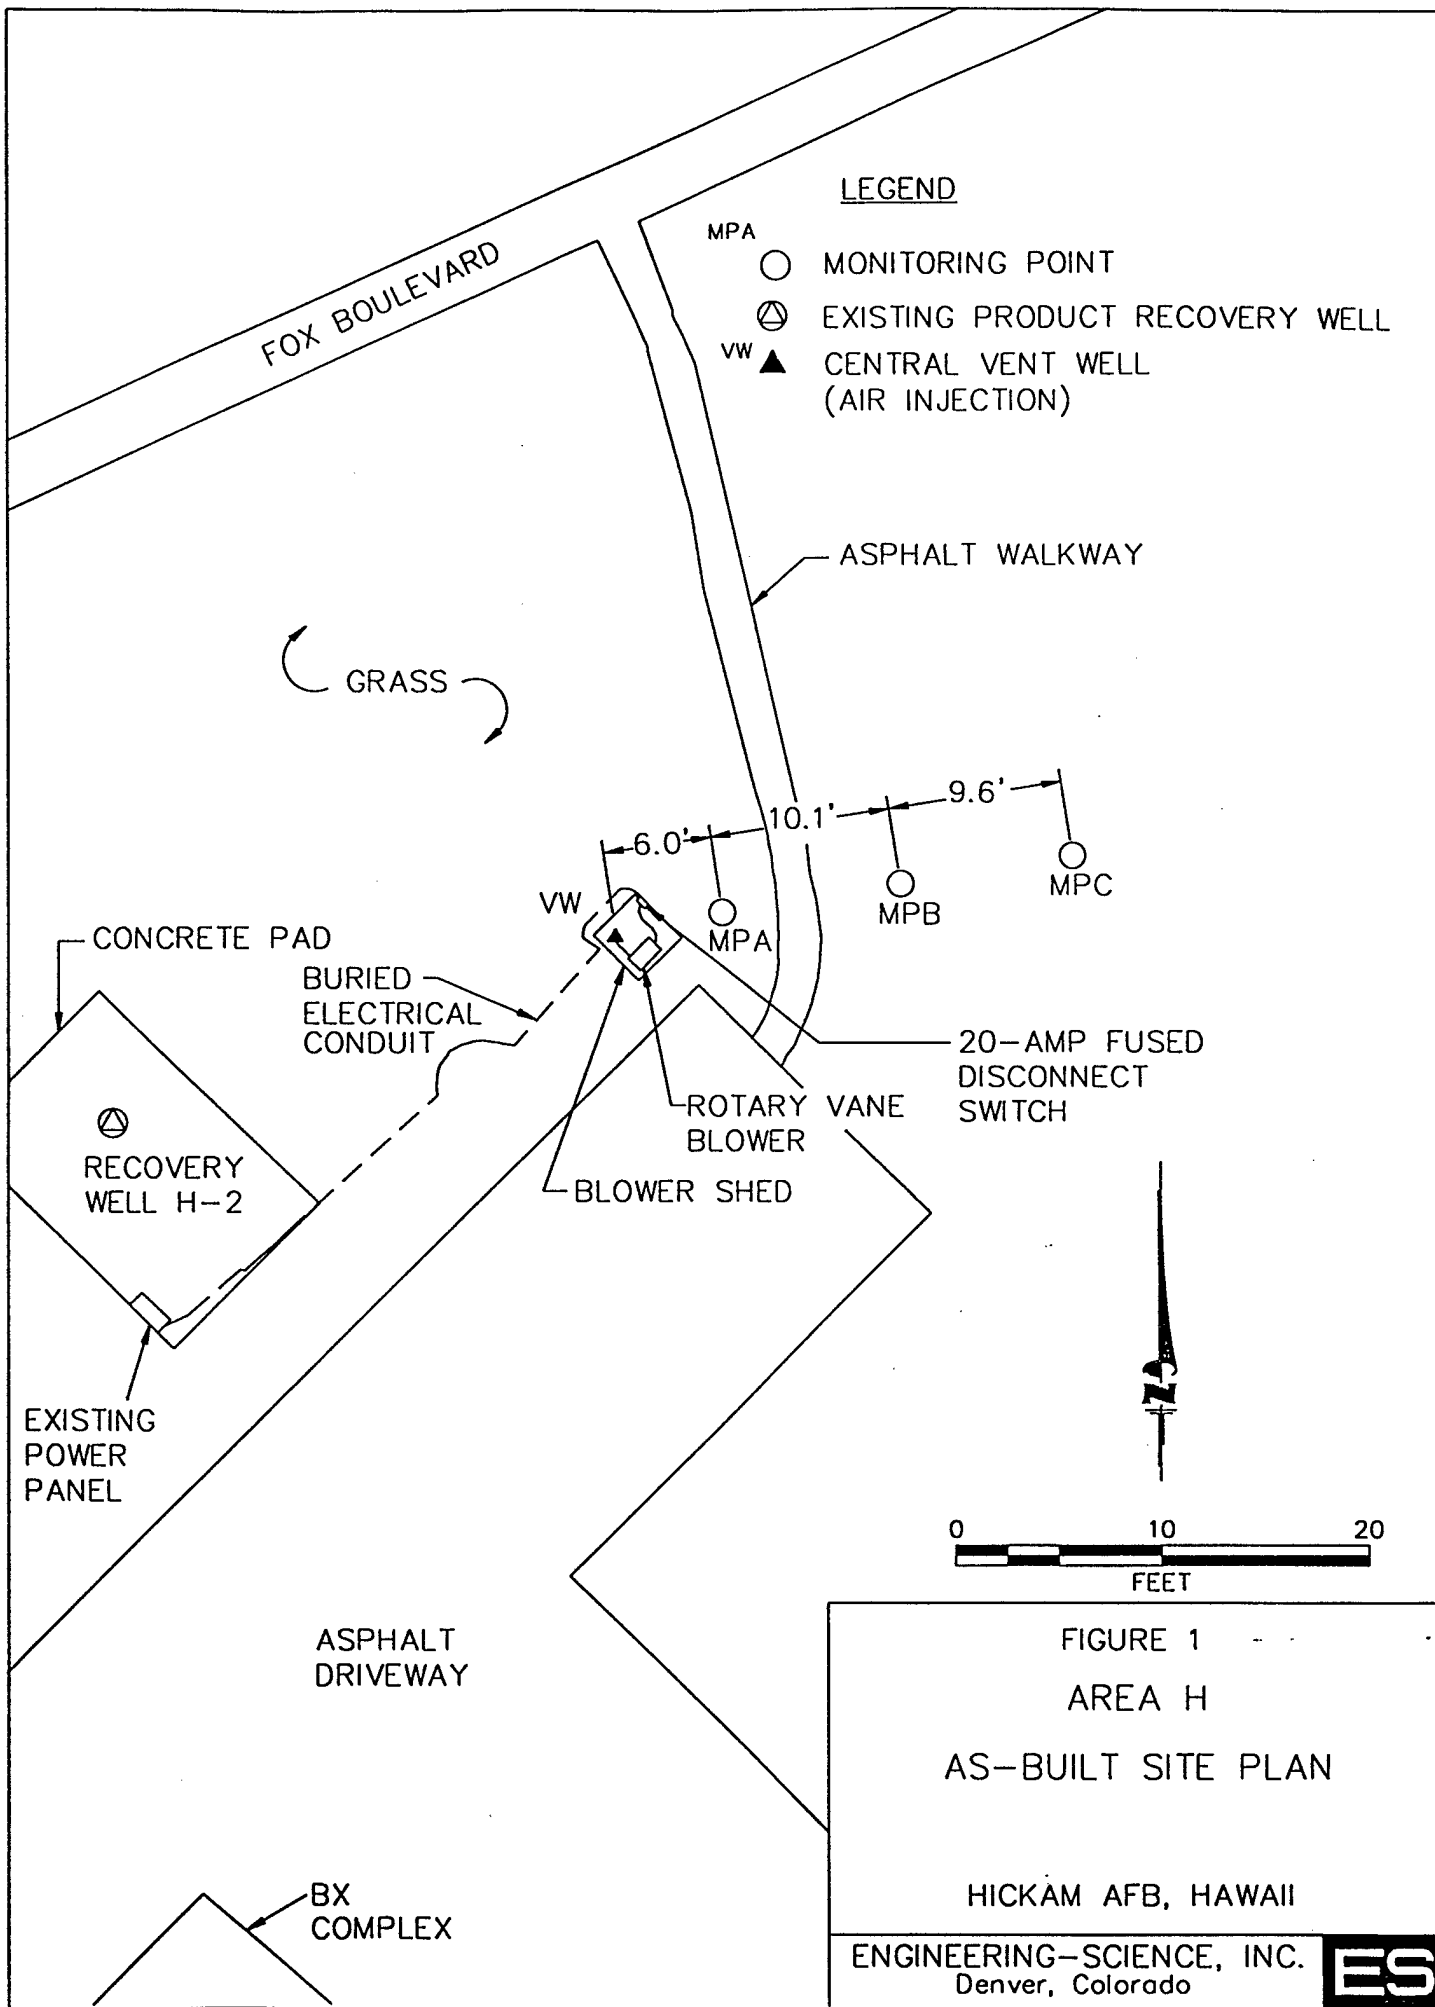 LEGEND
MPA
MONITORING POINT
EXISTING PRODUCT RECOVERY WELL
VW
CENTRAL VENT WELL
(AIR INJECTION)
FOX BOULEVARD
ASPHALT WALKWAY
GRASS
9.6'
10.1'
6.0'
VW
MPA
MPB
MPC
CONCRETE PAD
BURIED
ELECTRICAL
CONDUIT
20-AMP FUSED
DISCONNECT
SWITCH
ROTARY VANE
BLOWER
BLOWER SHED
RECOVERY
WELL H-2
EXISTING
POWER
PANEL
N
0 10 20
FEET
ASPHALT
DRIVEWAY
BX
COMPLEX
FIGURE 1
AREA H
AS-BUILT SITE PLAN
HICKAM AFB, HAWAII
ENGINEERING-SCIENCE, INC.
Denver, Colorado
ES